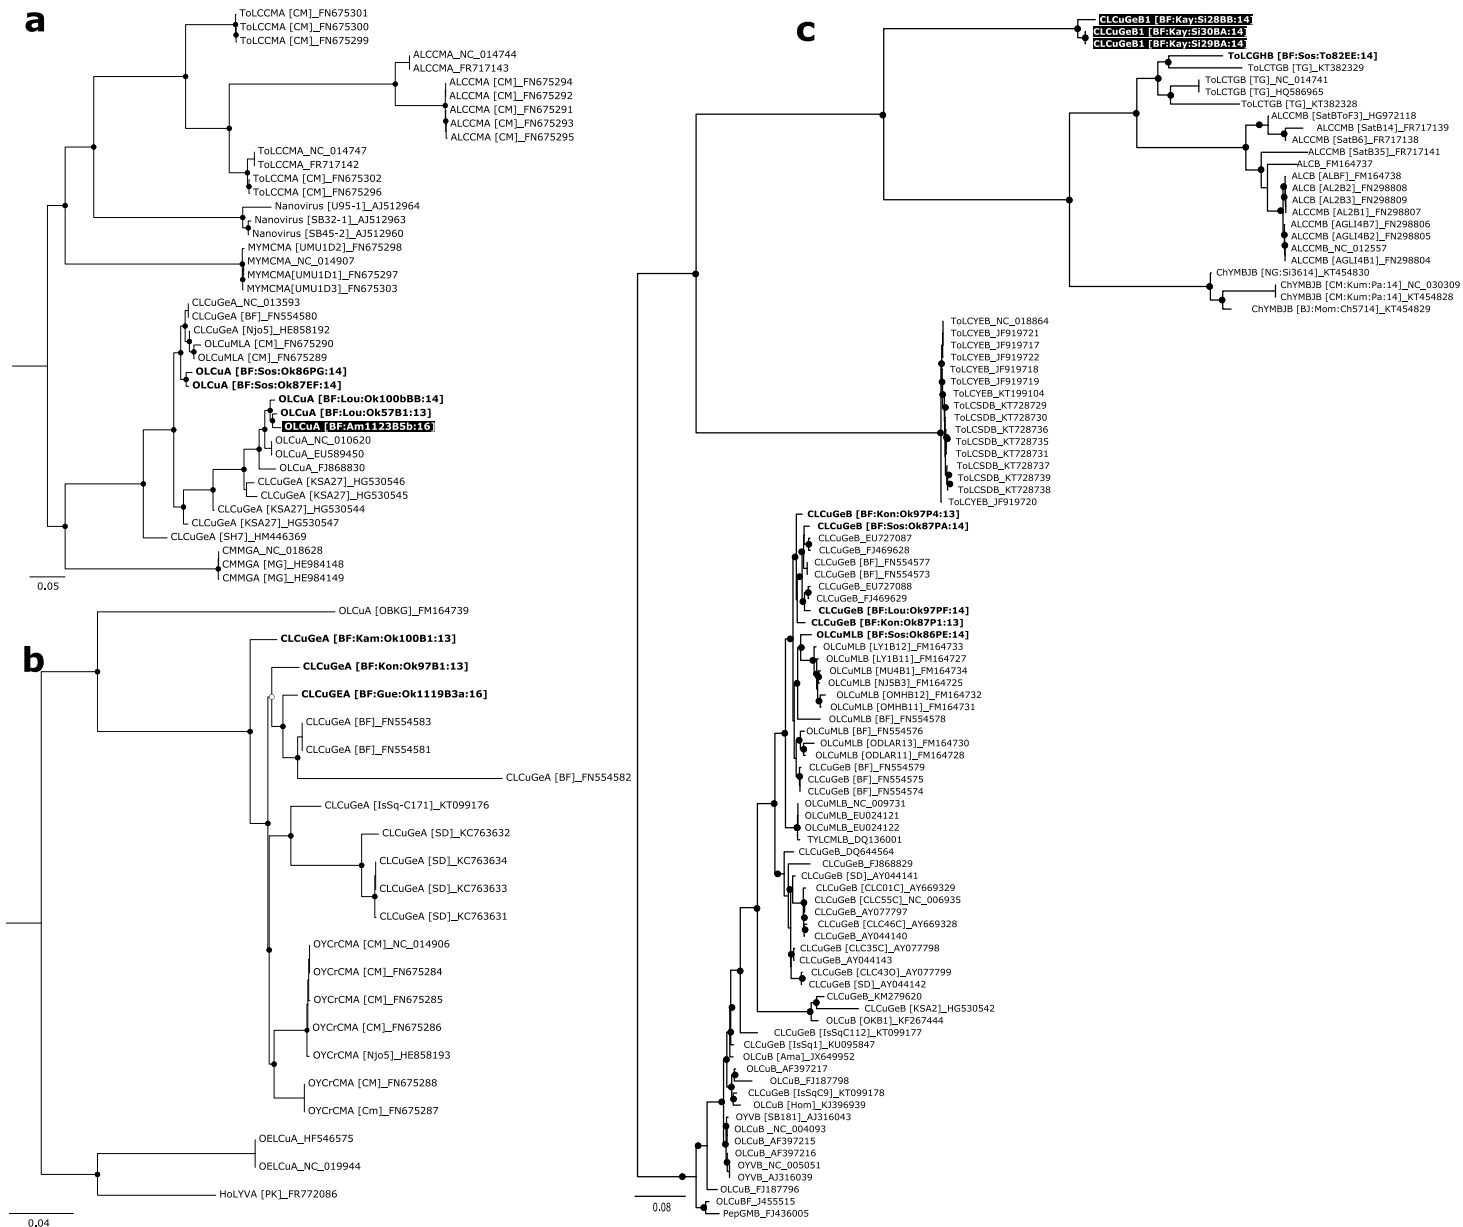 a
ToLCCMA [CM]_FN675301
ToLCCMA [CM]_FN675300
ToLCCMA [CM]_FN675299
ALCCMA_NC_014744
ALCCMA_FR717143
ALCCMA [CM]_FN675294
ALCCMA [CM]_FN675292
ALCCMA [CM]_FN675291
ALCCMA [CM]_FN675293
ALCCMA [CM]_FN675295
ToLCCMA_NC_014747
ToLCCMA_FR717142
ToLCCMA [CM]_FN675302
ToLCCMA [CM]_FN675296
Nanovirus [U95-1]_AJ512964
Nanovirus [SB32-1]_AJ512963
Nanovirus [SB45-2]_AJ512960
MYMCMA [UMU1D2]_FN675298
MYMCMA_NC_014907
MYMCMA[UMU1D1]_FN675297
MYMCMA[UMU1D3]_FN675303
CLCuGeA_NC_013593
CLCuGeA [BF]_FN554580
CLCuGeA [Njo5]_HE858192
OLCuMLA [CM]_FN675290
OLCuMLA [CM]_FN675289
OLCuA [BF:Sos:Ok86PG:14]
OLCuA [BF:Sos:Ok87EF:14]
OLCuA [BF:Lou:Ok100bBB:14]
OLCuA [BF:Lou:Ok57B1:13]
OLCuA [BF:Am1123B5b:16]
OLCuA_NC_010620
OLCuA_EU589450
OLCuA_FJ868830
CLCuGeA [KSA27]_HG530546
CLCuGeA [KSA27]_HG530545
CLCuGeA [KSA27]_HG530544
CLCuGeA [KSA27]_HG530547
CLCuGeA [SH7]_HM446369
CMMGA_NC_018628
CMMGA [MG]_HE984148
CMMGA [MG]_HE984149
0.05
b
OLCuA [OBKG]_FM164739
CLCuGeA [BF:Kam:Ok100B1:13]
CLCuGeA [BF:Kon:Ok97B1:13]
CLCuGEA [BF:Gue:Ok1119B3a:16]
CLCuGeA [BF]_FN554583
CLCuGeA [BF]_FN554581
CLCuGeA [BF]_FN554582
CLCuGeA [IsSq-C171]_KT099176
CLCuGeA [SD]_KC763632
CLCuGeA [SD]_KC763634
CLCuGeA [SD]_KC763633
CLCuGeA [SD]_KC763631
OYCrCMA [CM]_NC_014906
OYCrCMA [CM]_FN675284
OYCrCMA [CM]_FN675285
OYCrCMA [CM]_FN675286
OYCrCMA [Njo5]_HE858193
OYCrCMA [CM]_FN675288
OYCrCMA [Cm]_FN675287
OELCuA_HF546575
OELCuA_NC_019944
HoLYVA [PK]_FR772086
0.04
c
CLCuGeB1 [BF:Kay:Si28BB:14]
CLCuGeB1 [BF:Kay:Si30BA:14]
CLCuGeB1 [BF:Kay:Si29BA:14]
ToLCGHB [BF:Sos:To82EE:14]
ToLCTGB [TG]_KT382329
ToLCTGB [TG]_NC_014741
ToLCTGB [TG]_HQ586965
ToLCTGB [TG]_KT382328
ALCCMB [SatBToF3]_HG972118
ALCCMB [SatB14]_FR717139
ALCCMB [SatB6]_FR717138
ALCCMB [SatB35]_FR717141
ALCB_FM164737
ALCB [ALBF]_FM164738
ALCB [AL2B2]_FN298808
ALCB [AL2B3]_FN298809
ALCCMB [AL2B1]_FN298807
ALCCMB [AGLI4B7]_FN298806
ALCCMB [AGLI4B2]_FN298805
ALCCMB_NC_012557
ALCCMB [AGLI4B1]_FN298804
ChYMBJB [NG:Si3614]_KT454830
ChYMBJB [CM:Kum:Pa:14]_NC_030309
ChYMBJB [CM:Kum:Pa:14]_KT454828
ChYMBJB [BJ:Mom:Ch5714]_KT454829
ToLCYEB_NC_018864
ToLCYEB_JF919721
ToLCYEB_JF919717
ToLCYEB_JF919722
ToLCYEB_JF919718
ToLCYEB_JF919719
ToLCYEB_KT199104
ToLCSDB_KT728729
ToLCSDB_KT728730
ToLCSDB_KT728736
ToLCSDB_KT728735
ToLCSDB_KT728731
ToLCSDB_KT728737
ToLCSDB_KT728739
ToLCSDB_KT728738
ToLCYEB_JF919720
CLCuGeB [BF:Kon:Ok97P4:13]
CLCuGeB [BF:Sos:Ok87PA:14]
CLCuGeB_EU727087
CLCuGeB_FJ469628
CLCuGeB [BF]_FN554577
CLCuGeB [BF]_FN554573
CLCuGeB_EU727088
CLCuGeB_FJ469629
CLCuGeB [BF:Lou:Ok97PF:14]
CLCuGeB [BF:Kon:Ok87P1:13]
OLCuMLB [BF:Sos:Ok86PE:14]
OLCuMLB [LY1B12]_FM164733
OLCuMLB [LY1B11]_FM164727
OLCuMLB [MU4B1]_FM164734
OLCuMLB [NJ5B3]_FM164725
OLCuMLB [OMHB12]_FM164732
OLCuMLB [OMHB11]_FM164731
OLCuMLB [BF]_FN554578
OLCuMLB [BF]_FN554576
OLCuMLB [ODLAR13]_FM164730
OLCuMLB [ODLAR11]_FM164728
CLCuGeB [BF]_FN554579
CLCuGeB [BF]_FN554575
CLCuGeB [BF]_FN554574
OLCuMLB_NC_009731
OLCuMLB_EU024121
OLCuMLB_EU024122
TYLCMLB_DQ136001
CLCuGeB_DQ644564
CLCuGeB_FJ868829
CLCuGeB [SD]_AY044141
CLCuGeB [CLC01C]_AY669329
CLCuGeB [CLC55C]_NC_006935
CLCuGeB_AY077797
CLCuGeB [CLC46C]_AY669328
CLCuGeB_AY044140
CLCuGeB [CLC35C]_AY077798
CLCuGeB_AY044143
CLCuGeB [CLC43O]_AY077799
CLCuGeB [SD]_AY044142
CLCuGeB_KM279620
CLCuGeB [KSA2]_HG530542
OLCuB [OKB1]_KF267444
CLCuGeB [IsSqC112]_KT099177
CLCuGeB [IsSq1]_KU095847
OLCuB [Ama]_JX649952
OLCuB_AF397217
OLCuB_FJ187798
CLCuGeB [IsSqC9]_KT099178
OLCuB [Hom]_KJ396939
OYVB [SB181]_AJ316043
OLCuB _NC_004093
OLCuB_AF397215
OLCuB_AF397216
OYVB_NC_005051
OYVB_AJ316039
OLCuB_FJ187796
OLCuBF_J455515
PepGMB_FJ436005
0.08